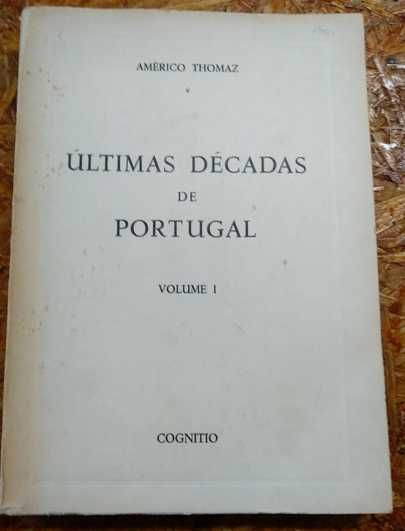 AMÉRICO THOMAZ
ÚLTIMAS DÉCADAS
DE
PORTUGAL
VOLUME I
COGNITIO